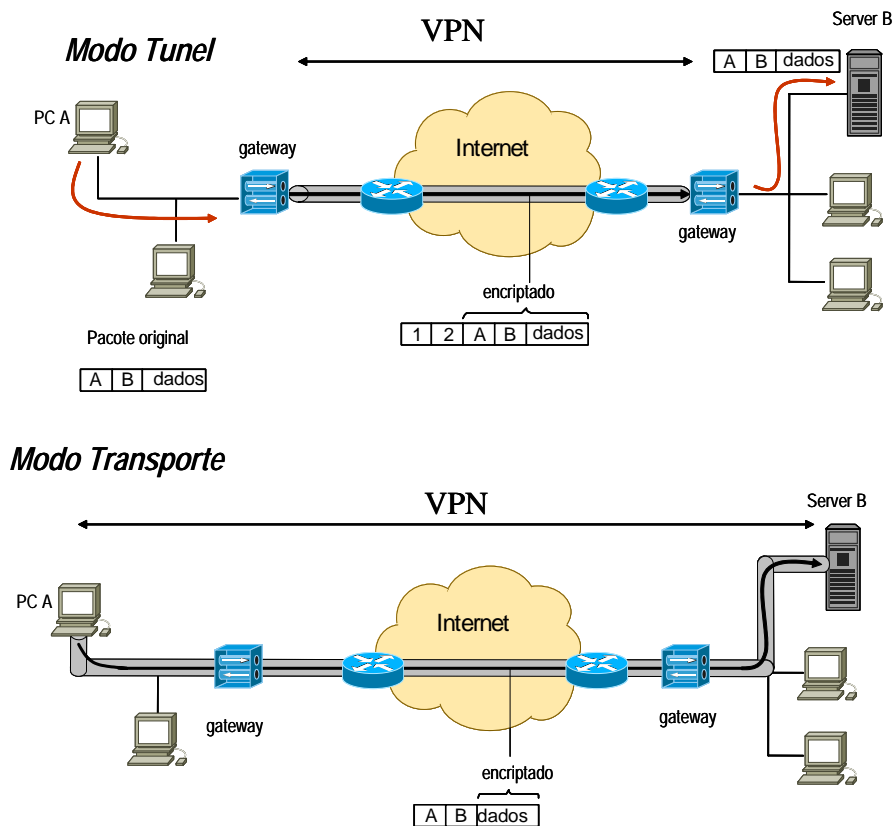 Modo Tunel
VPN
Server B
A B dados
PC A
gateway
Internet
gateway
encriptado
1 2 A B dados
Pacote original
A B dados
Modo Transporte
VPN
Server B
PC A
Internet
gateway
gateway
encriptado
A B dados